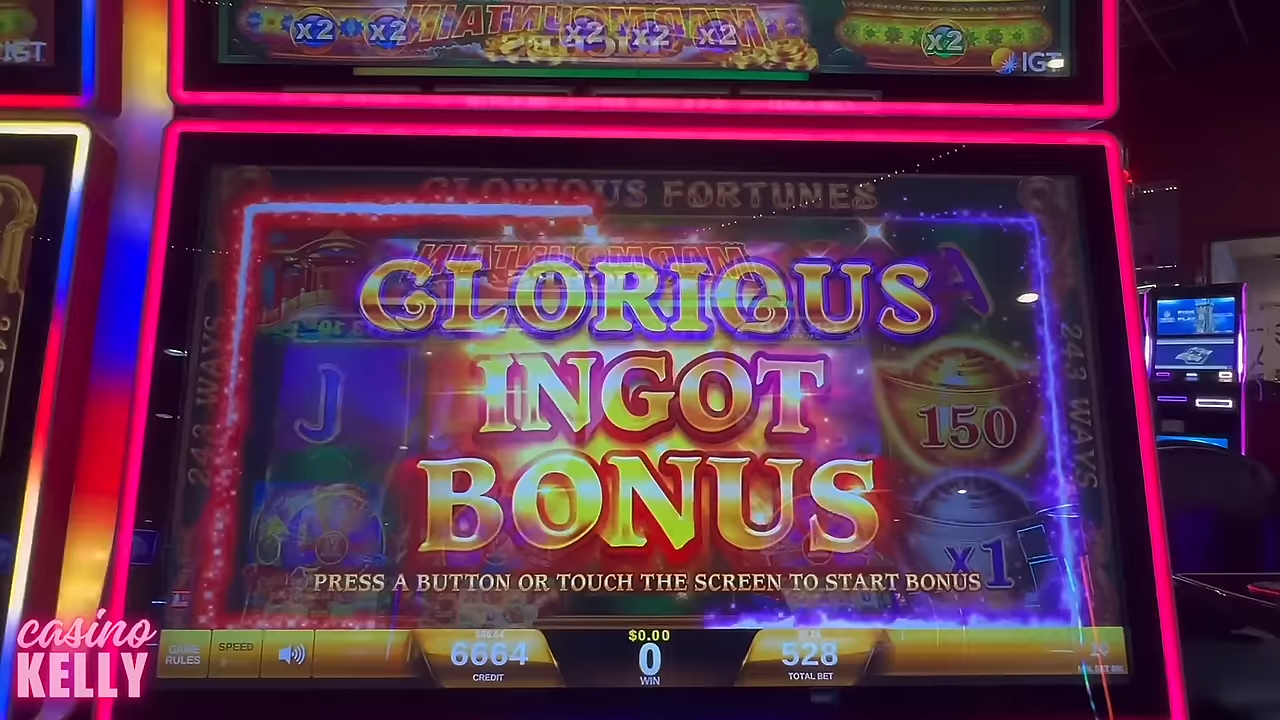 x2 x2 x2 x2 x2 x2
IGT
IGT
GLORIOUS FORTUNES
243 WAYS
243 WAYS
GLORIOUS
INGOT
BONUS
A
J
150
x1
PRESS A BUTTON OR TOUCH THE SCREEN TO START BONUS
casino
KELLY
GAME
RULES
SPEED
6664
CREDIT
$0.00
0
WIN
528
TOTAL BET